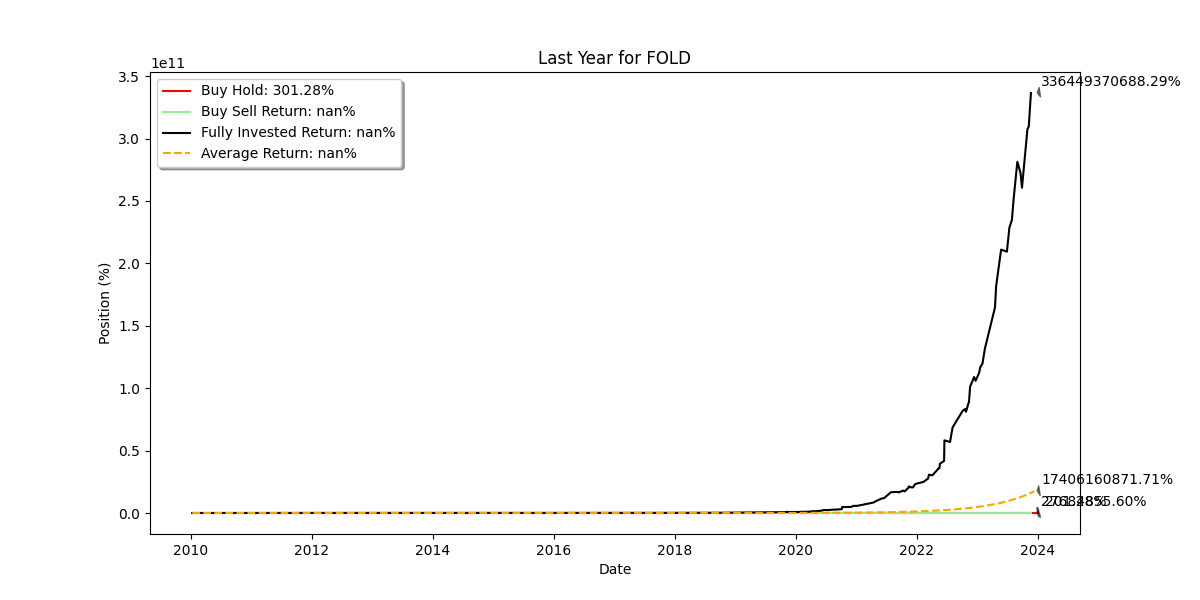 Last Year for FOLD
1e11
Buy Hold: 301.28%
Buy Sell Return: nan%
Fully Invested Return: nan%
Average Return: nan%
336449370688.29%
17406160871.71%
3.5
3.0
2.5
2.0
1.5
1.0
0.5
0.0
Position (%)
2010
2012
2014
2016
2018
2020
2022
2024
Date